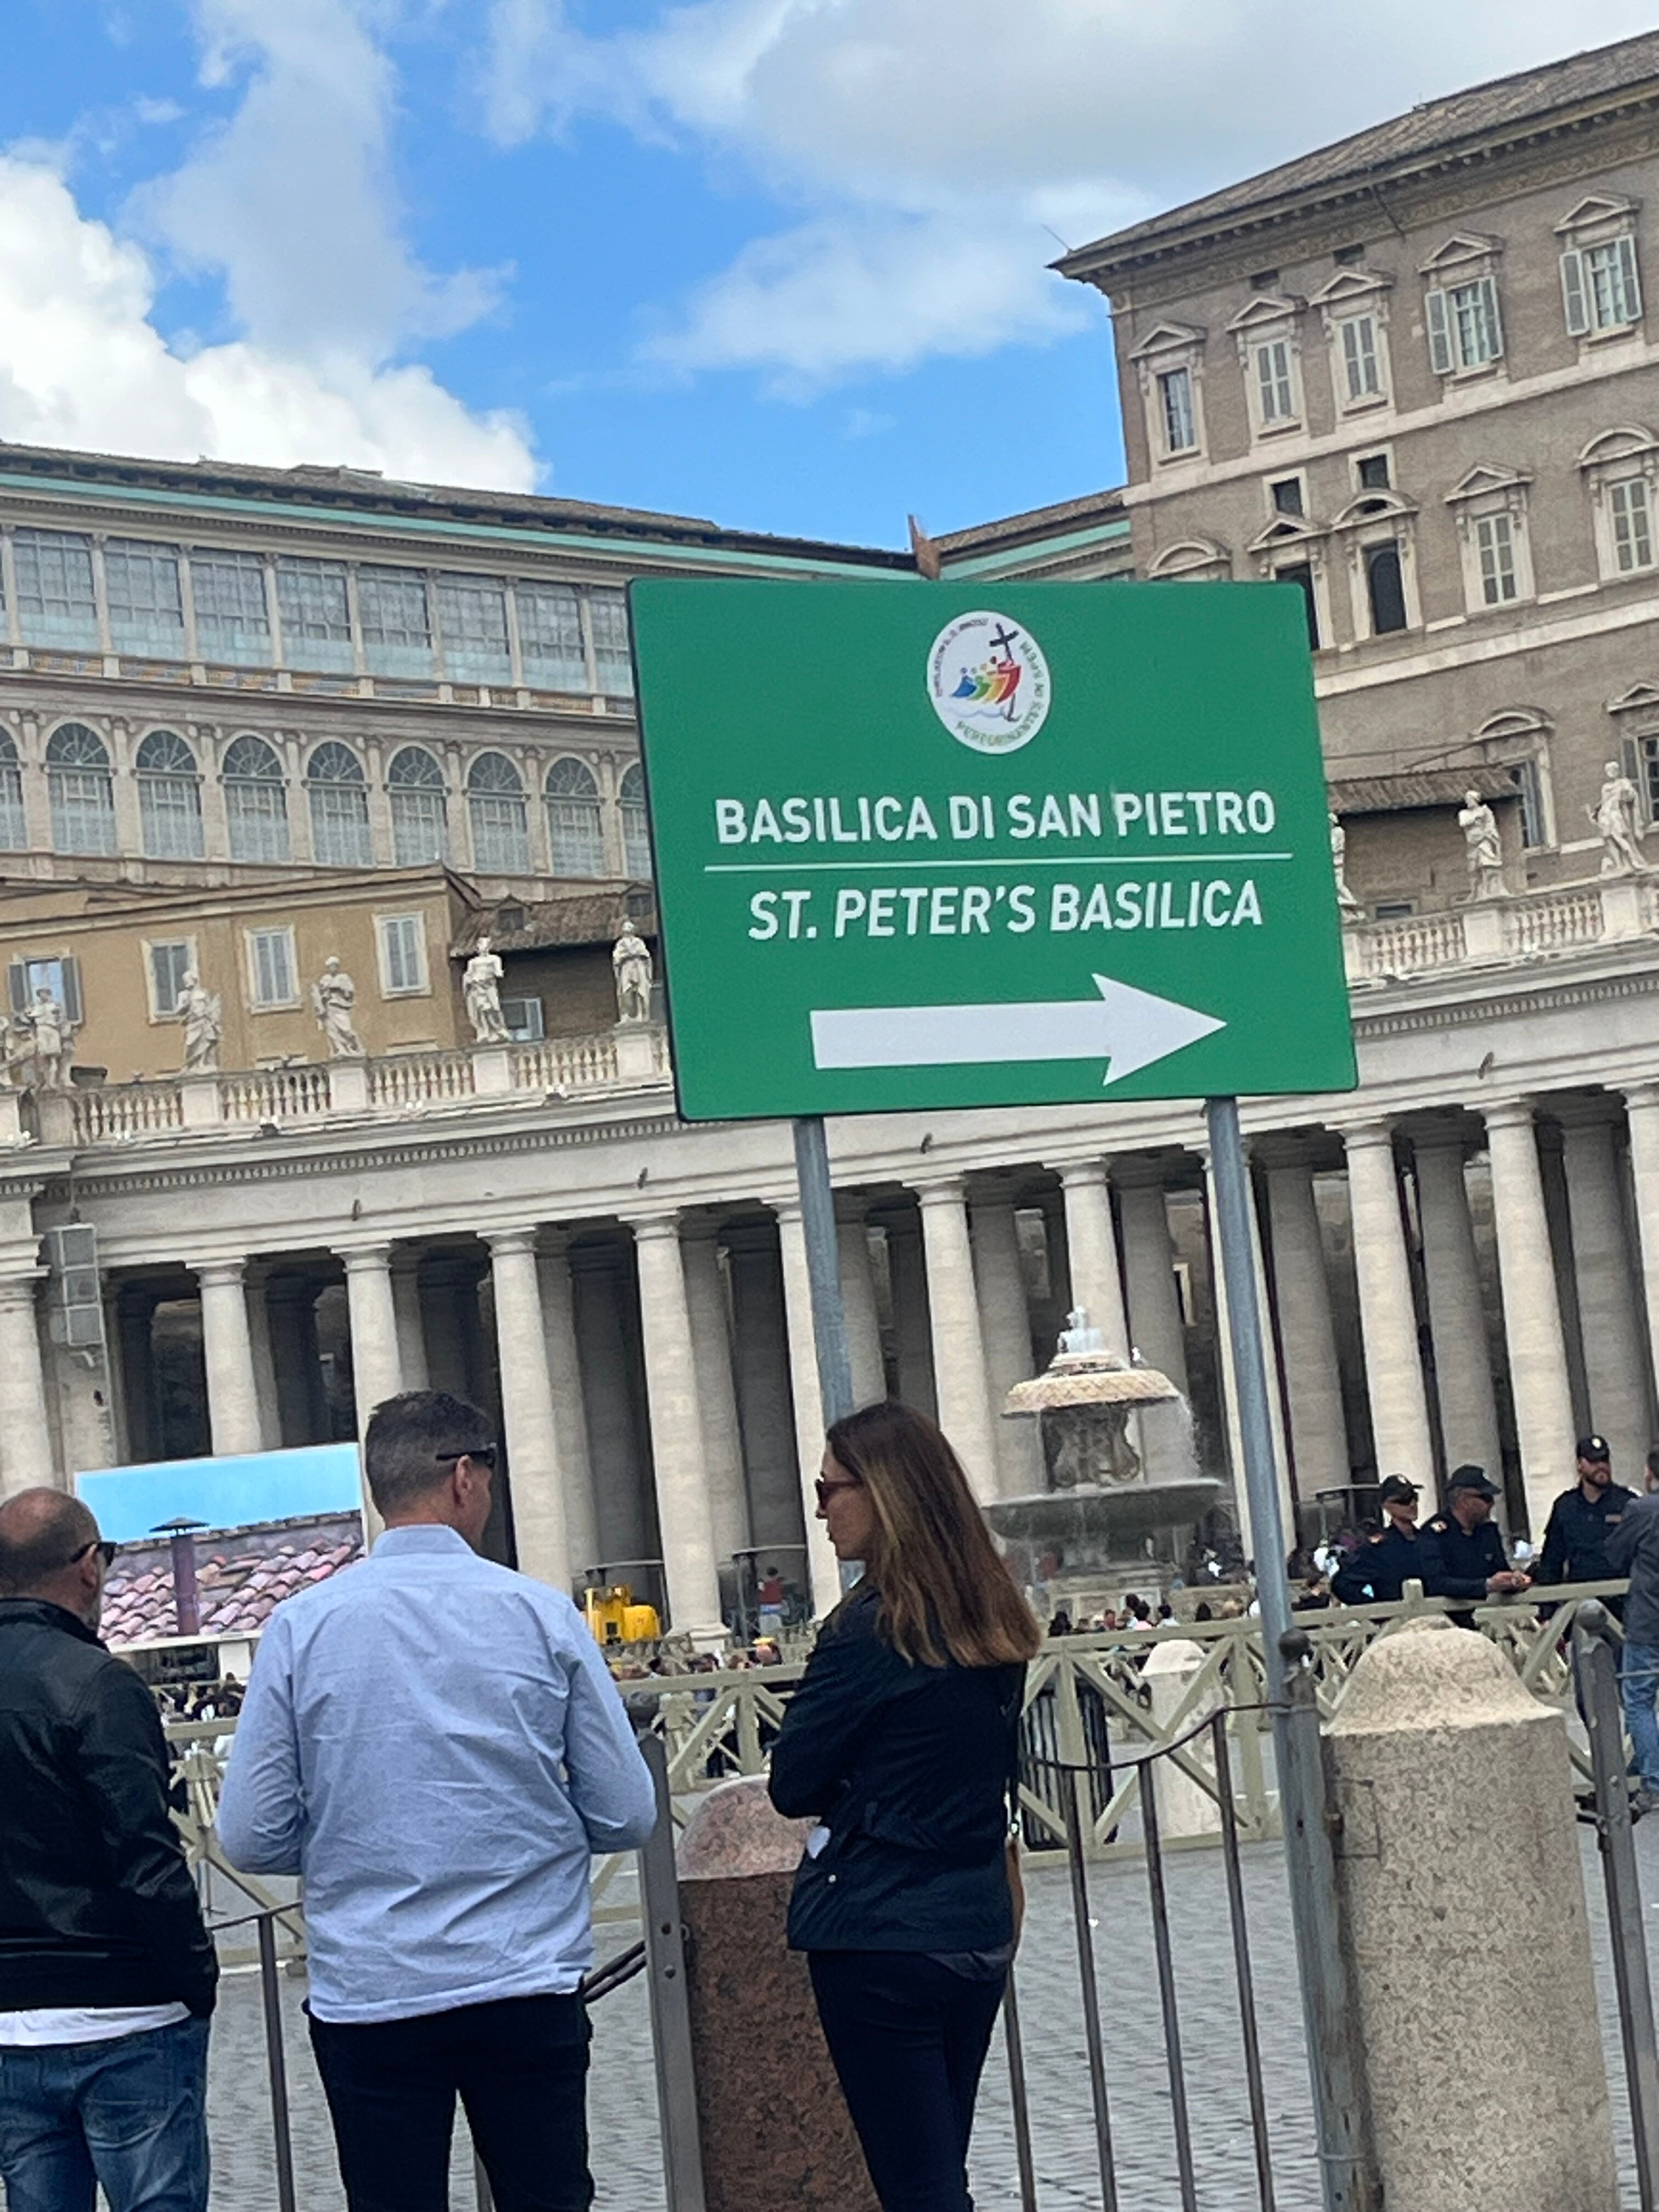 BASILICA DI SAN PIETRO
ST. PETER'S BASILICA